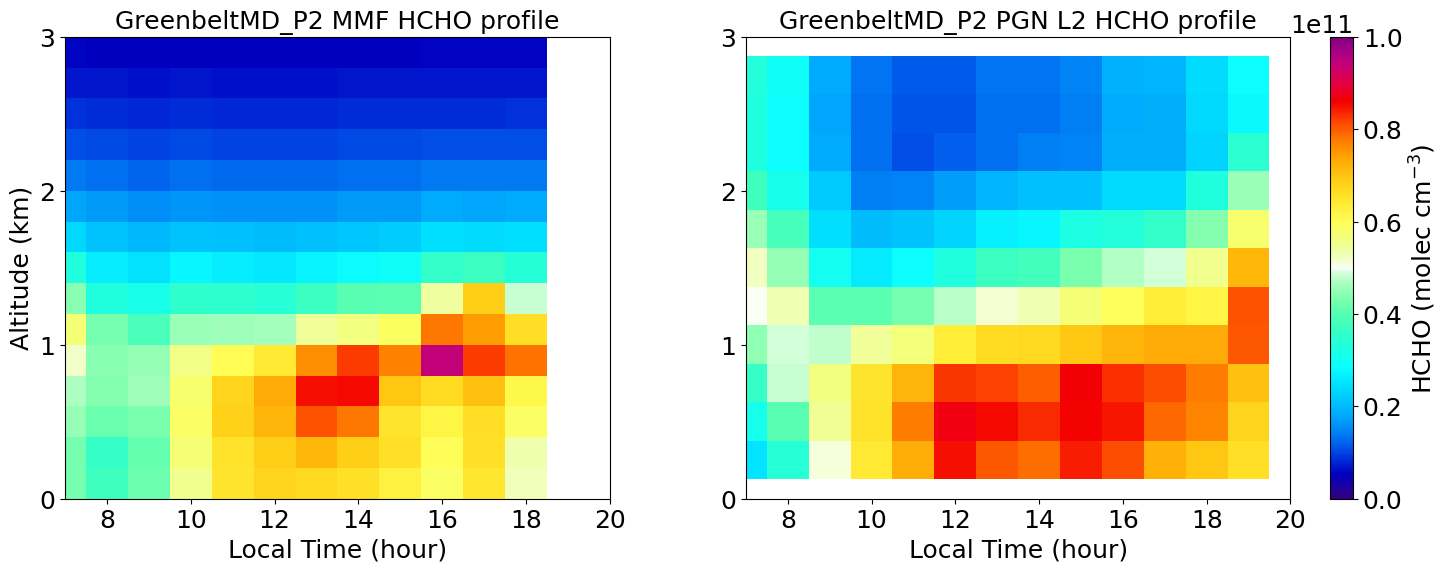 GreenbeltMD_P2 MMF HCHO profile
3
2
1
0
Altitude (km)
8 10 12 14 16 18 20
Local Time (hour)
GreenbeltMD_P2 PGN L2 HCHO profile
3
2
1
0
8 10 12 14 16 18 20
Local Time (hour)
1e11
1.0
0.8
0.6
0.4
0.2
0.0
HCHO (molec cm⁻³)